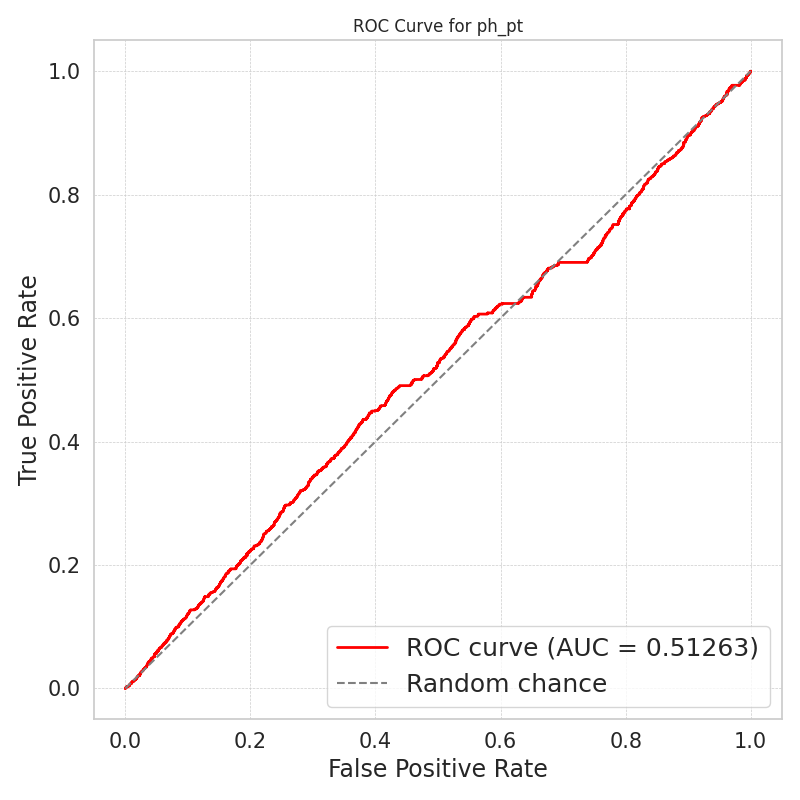 ROC Curve for ph_pt
True Positive Rate
1.0
0.8
0.6
0.4
0.2
0.0
ROC curve (AUC = 0.51263)
Random chance
0.0 0.2 0.4 0.6 0.8 1.0
False Positive Rate